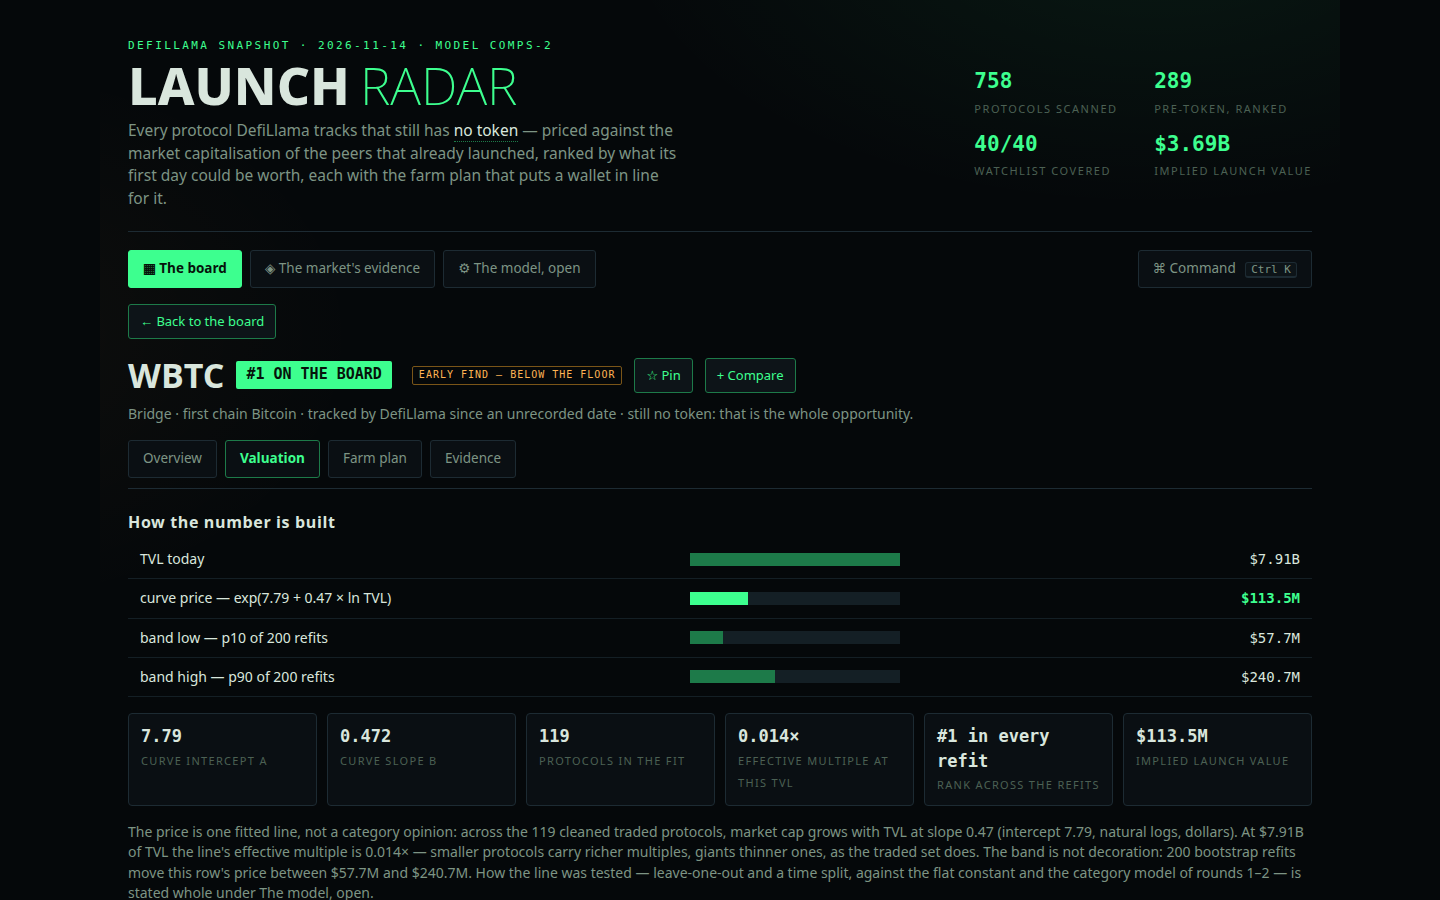 DEFILLAMA SNAPSHOT · 2026-11-14 · MODEL COMPS-2
LAUNCH RADAR
Every protocol DefiLlama tracks that still has no token — priced against the
market capitalisation of the peers that already launched, ranked by what its
first day could be worth, each with the farm plan that puts a wallet in line
for it.
758
PROTOCOLS SCANNED
289
PRE-TOKEN, RANKED
40/40
WATCHLIST COVERED
$3.69B
IMPLIED LAUNCH VALUE
▦ The board
◈ The market's evidence
⚙ The model, open
⌘ Command Ctrl K
← Back to the board
WBTC
#1 ON THE BOARD
EARLY FIND — BELOW THE FLOOR
☆ Pin
+ Compare
Bridge · first chain Bitcoin · tracked by DefiLlama since an unrecorded date · still no token: that is the whole opportunity.
Overview
Valuation
Farm plan
Evidence
How the number is built
TVL today $7.91B
curve price — exp(7.79 + 0.47 × ln TVL) $113.5M
band low — p10 of 200 refits $57.7M
band high — p90 of 200 refits $240.7M
7.79
CURVE INTERCEPT A
0.472
CURVE SLOPE B
119
PROTOCOLS IN THE FIT
0.014×
EFFECTIVE MULTIPLE AT
THIS TVL
#1 in every
refit
RANK ACROSS THE REFITS
$113.5M
IMPLIED LAUNCH VALUE
The price is one fitted line, not a category opinion: across the 119 cleaned traded protocols, market cap grows with TVL at slope 0.47 (intercept 7.79, natural logs, dollars). At $7.91B
of TVL the line's effective multiple is 0.014× — smaller protocols carry richer multiples, giants thinner ones, as the traded set does. The band is not decoration: 200 bootstrap refits
move this row's price between $57.7M and $240.7M. How the line was tested — leave-one-out and a time split, against the flat constant and the category model of rounds 1–2 — is
stated whole under The model, open.